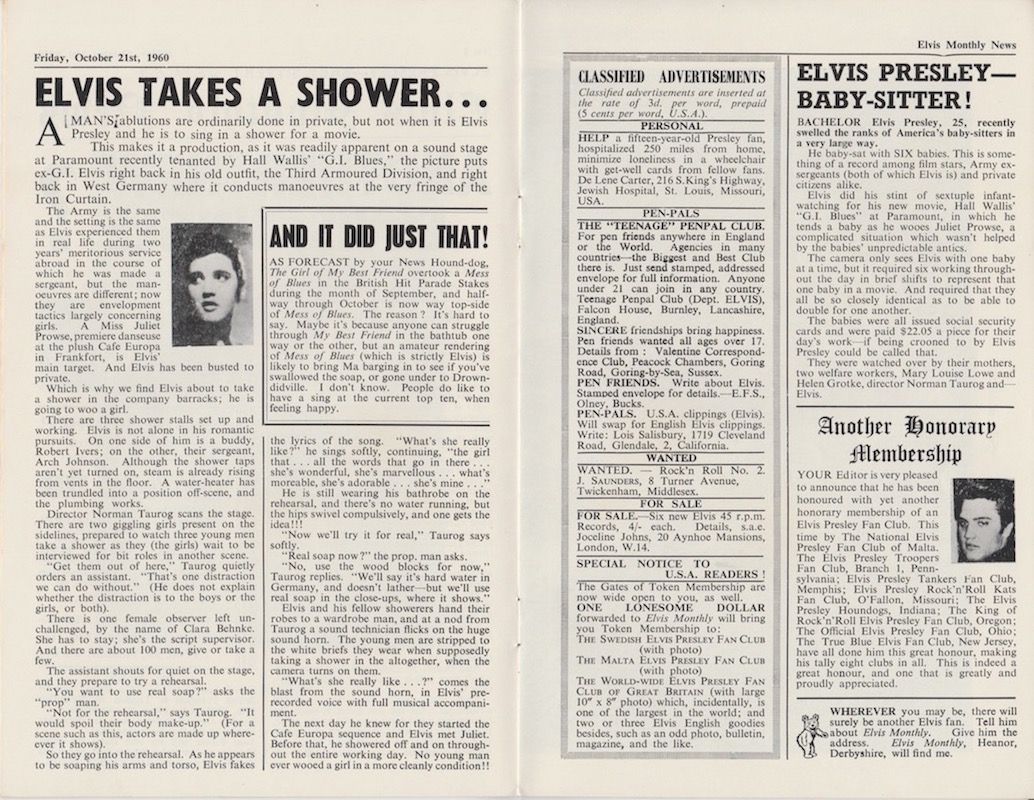 Friday, October 21st, 1960
ELVIS TAKES A SHOWER...
A MAN'S ablutions are ordinarily done in private, but not when it is Elvis
Presley and he is to sing in a shower for a movie.
This makes it a production, as it was readily apparent on a sound stage
at Paramount recently tenanted by Hall Wallis' "G.I. Blues," the picture puts
ex-G.I. Elvis right back in his old outfit, the Third Armoured Division, and right
back in West Germany where it conducts manoeuvres at the very fringe of the
Iron Curtain.
The Army is the same
and the setting is the same
as Elvis experienced them
in real life during two
years' meritorious service
abroad in the course of
which he was made a
sergeant, but the man-
oeuvres are different; now
they are envelopment
tactics largely concerning
girls. A Miss Juliet
Prowse, premiere danseuse
at the plush Cafe Europa
in Frankfort, is Elvis'
main target. And Elvis has been busted to
private.
Which is why we find Elvis about to take
a shower in the company barracks; he is
going to woo a girl.
There are three shower stalls set up and
working. Elvis is not alone in his romantic
pursuits. On one side of him is a buddy,
Robert Ivers; on the other, their sergeant,
Arch Johnson. Although the shower taps
aren't yet turned on, steam is already rising
from vents in the floor. A water-heater has
been trundled into a position off-scene, and
the plumbing works.
Director Norman Taurog scans the stage.
There are two giggling girls present on the
sidelines, prepared to watch three young men
take a shower as they (the girls) wait to be
interviewed for bit roles in another scene.
"Get them out of here," Taurog quietly
orders an assistant. "That's one distraction
we can do without." (He does not explain
whether the distraction is to the boys or the
girls, or both).
There is one female observer left un-
challenged, by the name of Clara Behnke.
She has to stay; she's the script supervisor.
And there are about 100 men, give or take a
few.
The assistant shouts for quiet on the stage,
and they prepare to try a rehearsal.
"You want to use real soap?" asks the
"prop" man.
"Not for the rehearsal," says Taurog. "It
would spoil their body make-up." (For a
scene such as this, actors are made up where-
ever it shows).
So they go into the rehearsal. As he appears
to be soaping his arms and torso, Elvis fakes
AND IT DID JUST THAT!
AS FORECAST by your News Hound-dog,
The Girl of My Best Friend overtook a Mess
of Blues in the British Hit Parade Stakes
during the month of September, and half-
way through October is now way top-side
of Mess of Blues. The reason? It's hard to
say. Maybe it's because anyone can struggle
through My Best Friend in the bathtub one
way or the other, but an amateur rendering
of Mess of Blues (which is strictly Elvis) is
likely to bring Ma barging in to see if you've
swallowed the soap, or gone under to Drown-
didville. I don't know. People do like to
have a sing at the current top ten, when
feeling happy.
the lyrics of the song. "What's she really
like?" he sings softly, continuing, "the girl
that . . . all the words that go in there . . .
she's wonderful, she's marvellous . . . what's
moreable, she's adorable . . . she's mine . . ."
He is still wearing his bathrobe on the
rehearsal, and there's no water running, but
the hips swivel compulsively, and one gets the
idea!!!
"Now we'll try it for real," Taurog says
softly.
"Real soap now?" the prop. man asks.
"No, use the wood blocks for now,"
Taurog replies. "We'll say it's hard water in
Germany, and doesn't lather—but we'll use
real soap in the close-ups, where it shows."
Elvis and his fellow showerers hand their
robes to a wardrobe man, and at a nod from
Taurog a sound technician flicks on the huge
sound horn. The young men are stripped to
the white briefs they wear when supposedly
taking a shower in the altogether, when the
camera turns on them.
"What's she really like . . .?" comes the
blast from the sound horn, in Elvis' pre-
recorded voice with full musical accompani-
ment.
The next day he knew for they started the
Cafe Europa sequence and Elvis met Juliet.
Before that, he showered off and on through-
out the entire working day. No young man
ever wooed a girl in a more cleanly condition!!
Elvis Monthly News
CLASSIFIED ADVERTISEMENTS
Classified advertisements are inserted at
the rate of 3d. per word, prepaid
(5 cents per word, U.S.A.).
PERSONAL
HELP a fifteen-year-old Presley fan,
hospitalized 250 miles from home,
minimize loneliness in a wheelchair
with get-well cards from fellow fans.
De Lene Carter, 216 S.King's Highway,
Jewish Hospital, St. Louis, Missouri,
USA.
PEN-PALS
THE "TEENAGE" PENPAL CLUB.
For pen friends anywhere in England
or the World. Agencies in many
countries—the Biggest and Best Club
there is. Just send stamped, addressed
envelope for full information. Anyone
under 21 can join in any country.
Teenage Penpal Club (Dept. ELVIS),
Falcon House, Burnley, Lancashire,
England.
SINCERE friendships bring happiness.
Pen friends wanted all ages over 17.
Details from: Valentine Correspond-
ence Club, Peacock Chambers, Goring
Road, Goring-by-Sea, Sussex.
PEN FRIENDS. Write about Elvis.
Stamped envelope for details.—E.F.S.,
Olney, Bucks.
PEN-PALS. U.S.A. clippings (Elvis).
Will swap for English Elvis clippings.
Write: Lois Salisbury, 1719 Cleveland
Road, Glendale, 2, California.
WANTED
WANTED. — Rock'n Roll No. 2.
J. SAUNDERS, 8 Turner Avenue,
Twickenham, Middlesex.
FOR SALE
FOR SALE.—Six new Elvis 45 r.p.m.
Records, 4/- each. Details, s.a.e.
Joceline Johns, 20 Aynhoe Mansions,
London, W.14.
SPECIAL NOTICE TO
U.S.A. READERS!
The Gates of Token Membership are
now wide open to you, as well.
ONE LONESOME DOLLAR
forwarded to Elvis Monthly will bring
you Token Membership to:
THE SWEDISH ELVIS PRESLEY FAN CLUB
(with photo)
THE MALTA ELVIS PRESLEY FAN CLUB
(with photo)
THE WORLD-WIDE ELVIS PRESLEY FAN
CLUB OF GREAT BRITAIN (with large
10" x 8" photo) which, incidentally, is
one of the largest in the world; and
two or three Elvis English goodies
besides, such as an odd photo, bulletin,
magazine, and the like.
ELVIS PRESLEY—
BABY-SITTER!
BACHELOR Elvis Presley, 25, recently
swelled the ranks of America's baby-sitters in
a very large way.
He baby-sat with SIX babies. This is some-
thing of a record among film stars, Army ex-
sergeants (both of which Elvis is) and private
citizens alike.
Elvis did his stint of sextuple infant-
watching for his new movie, Hall Wallis'
"G.I. Blues" at Paramount, in which he
tends a baby as he wooes Juliet Prowse, a
complicated situation which wasn't helped
by the babies' unpredictable antics.
The camera only sees Elvis with one baby
at a time, but it required six working through-
out the day in brief shifts to represent that
one baby in a movie. And required that they
all be so closely identical as to be able to
double for one another.
The babies were all issued social security
cards and were paid $22.05 a piece for their
day's work—if being crooned to by Elvis
Presley could be called that.
They were watched over by their mothers,
two welfare workers, Mary Louise Lowe and
Helen Grotke, director Norman Taurog and—
Elvis.
Another Honorary
Membership
YOUR Editor is very pleased
to announce that he has been
honoured with yet another
honorary membership of an
Elvis Presley Fan Club. This
time by The National Elvis
Presley Fan Club of Malta.
The Elvis Presley Troopers
Fan Club, Branch 1, Penn-
sylvania; Elvis Presley Tankers Fan Club,
Memphis; Elvis Presley Rock'n'Roll Kats
Fan Club, O'Fallon, Missouri; The Elvis
Presley Houndogs, Indiana; The King of
Rock'n'Roll Elvis Presley Fan Club, Oregon;
The Official Elvis Presley Fan Club, Ohio;
The True Blue Elvis Fan Club, New Jersey,
have all done him this great honour, making
his tally eight clubs in all. This is indeed a
great honour, and one that is greatly and
proudly appreciated.
WHEREVER you may be, there will
surely be another Elvis fan. Tell him
about Elvis Monthly. Give him the
address. Elvis Monthly, Heanor,
Derbyshire, will find me.